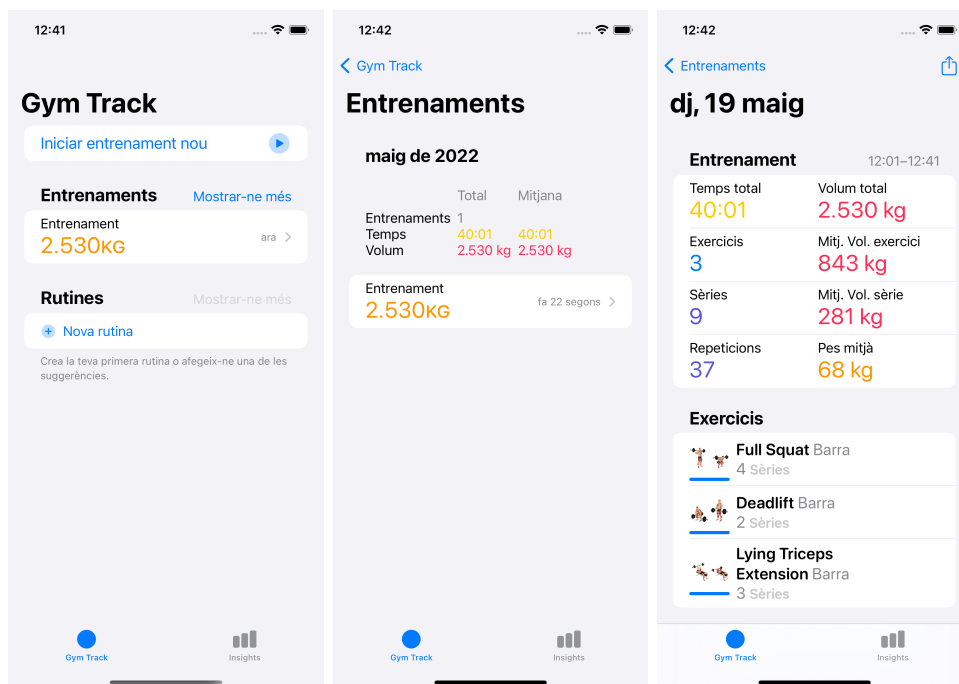 12:41
Gym Track
Iniciar entrenament nou
Entrenaments Mostrar-ne més
Entrenament
2.530KG
ara
Rutines Mostrar-ne més
Nova rutina
Crea la teva primera rutina o afegeix-ne una de les
suggerències.
Gym Track Insights
12:42
Gym Track
Entrenaments
maig de 2022
Total Mitjana
Entrenaments 1
Temps 40:01 40:01
Volum 2.530 kg 2.530 kg
Entrenament
2.530KG
fa 22 segons
Gym Track Insights
12:42
Entrenaments
dj, 19 maig
Entrenament 12:01–12:41
Temps total Volum total
40:01 2.530 kg
Exercicis Mitj. Vol. exercici
3 843 kg
Sèries Mitj. Vol. sèrie
9 281 kg
Repeticions Pes mitjà
37 68 kg
Exercicis
Full Squat Barra
4 Sèries
Deadlift Barra
2 Sèries
Lying Triceps
Extension Barra
3 Sèries
Gym Track Insights